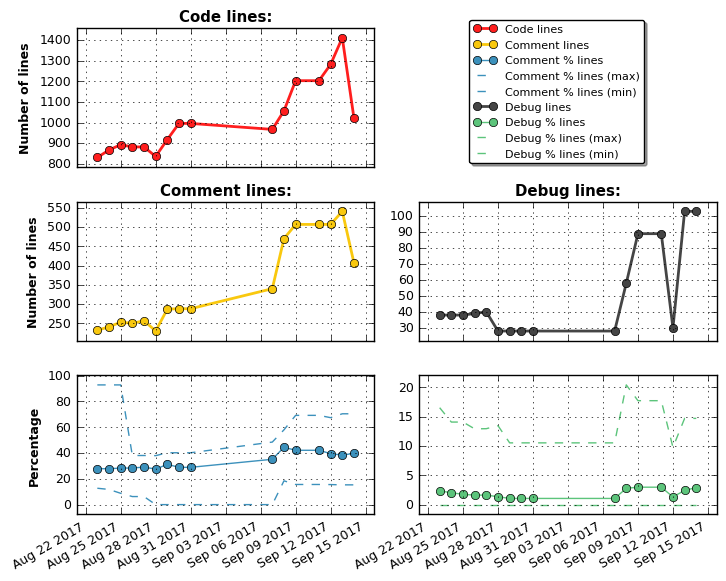 Code lines:
1400
1300
1200
1100
1000
900
800
Number of lines
Code lines
Comment lines
Comment % lines
Comment % lines (max)
Comment % lines (min)
Debug lines
Debug % lines
Debug % lines (max)
Debug % lines (min)
Comment lines:
550
500
450
400
350
300
250
Number of lines
Debug lines:
100
90
80
70
60
50
40
30
100
80
60
40
20
0
Percentage
Aug 22 2017
Aug 25 2017
Aug 28 2017
Aug 31 2017
Sep 03 2017
Sep 06 2017
Sep 09 2017
Sep 12 2017
Sep 15 2017
20
15
10
5
0
Aug 22 2017
Aug 25 2017
Aug 28 2017
Aug 31 2017
Sep 03 2017
Sep 06 2017
Sep 09 2017
Sep 12 2017
Sep 15 2017